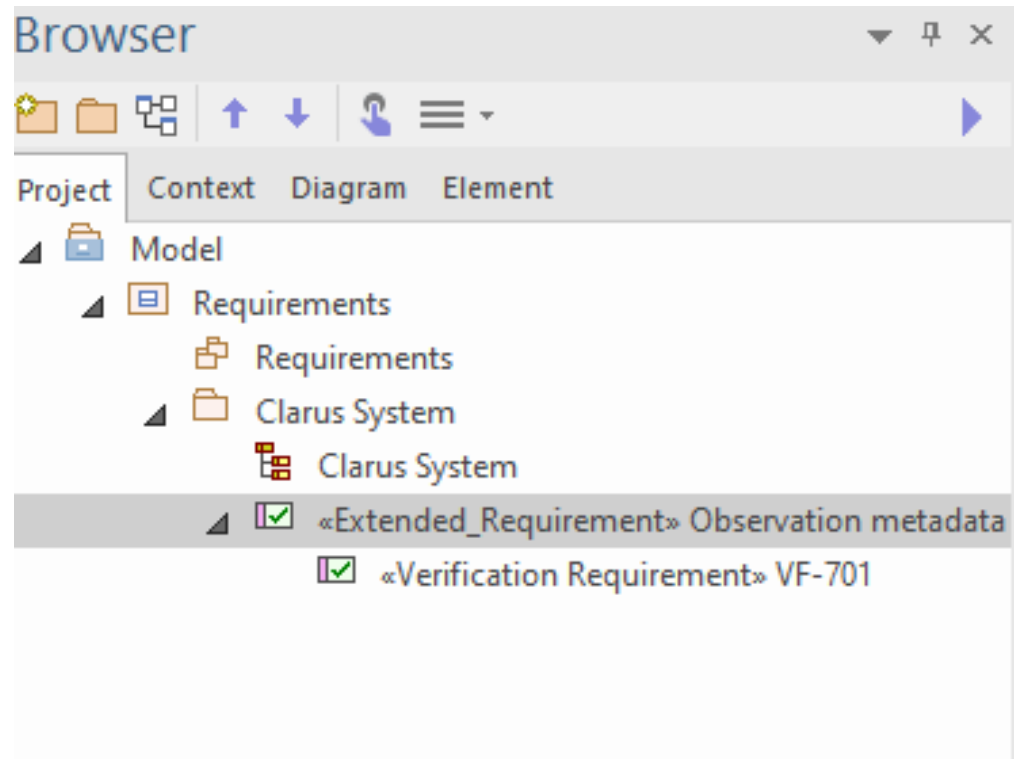 Browser
Project Context Diagram Element
Model
Requirements
Requirements
Clarus System
Clarus System
«Extended_Requirement» Observation metadata
«Verification Requirement» VF-701